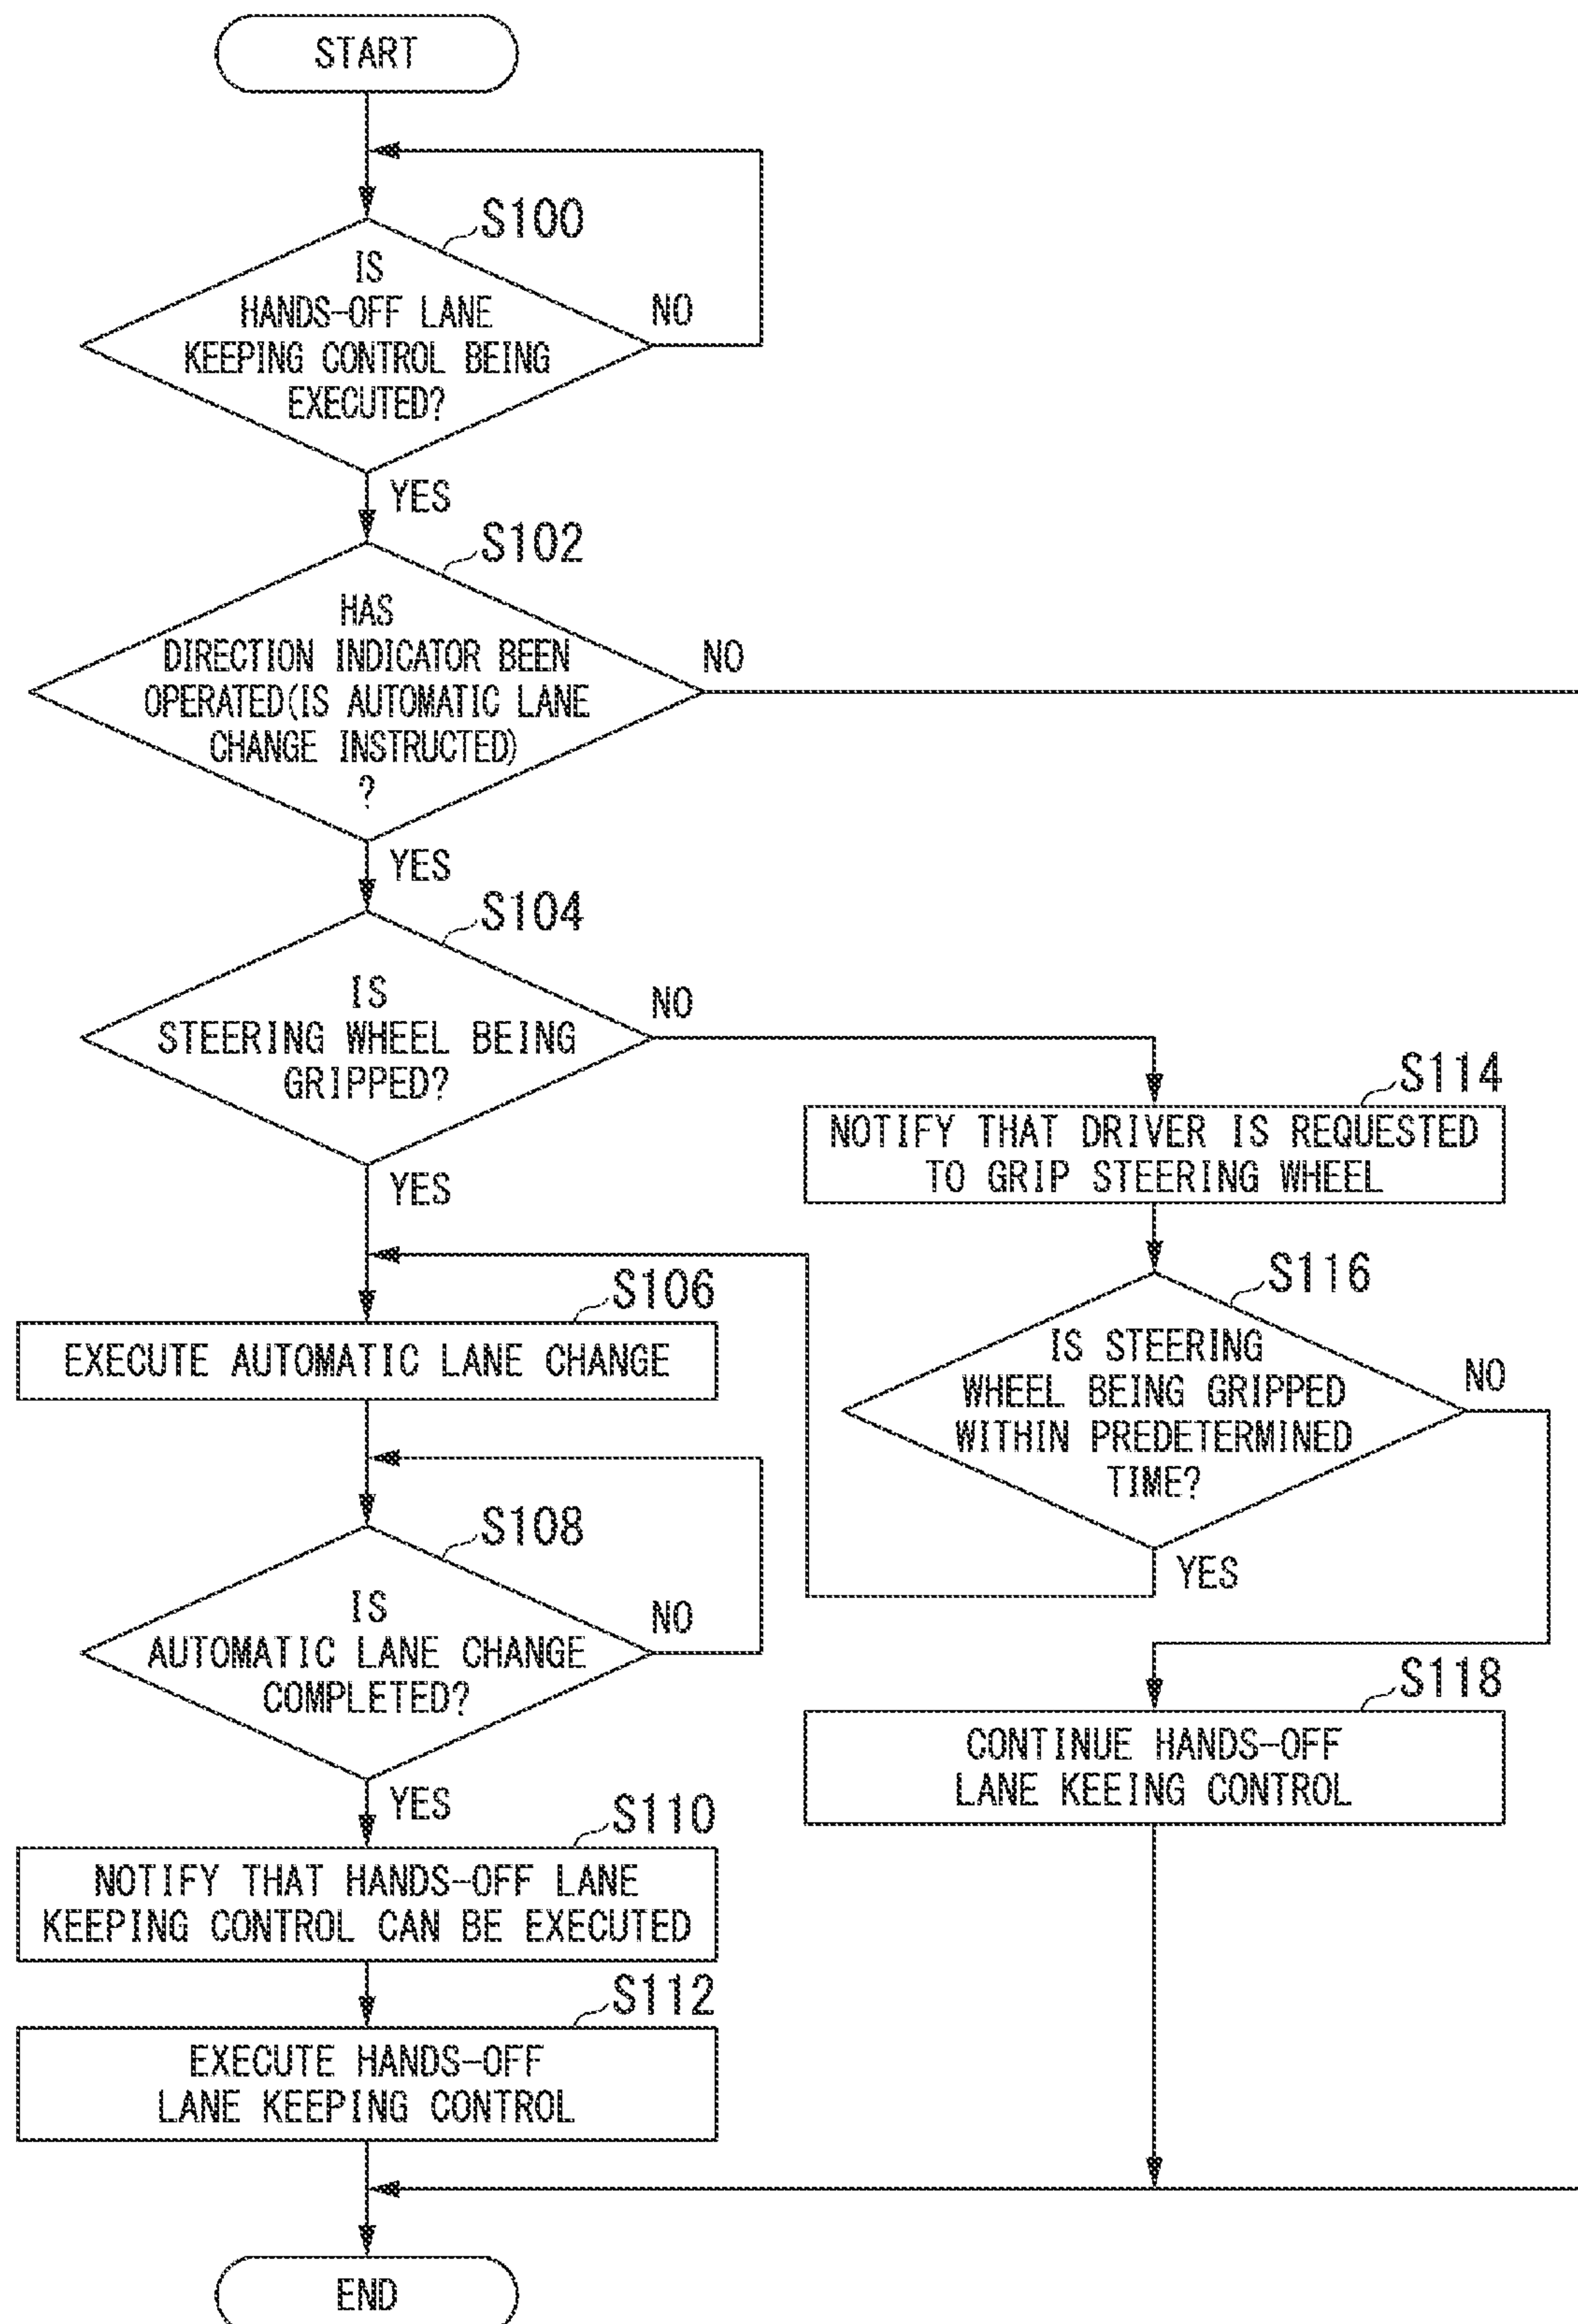 START
S100
IS
HANDS-OFF LANE
KEEPING CONTROL BEING
EXECUTED?
NO
YES
S102
HAS
DIRECTION INDICATOR BEEN
OPERATED(IS AUTOMATIC LANE
CHANGE INSTRUCTED)
?
NO
YES
S104
IS
STEERING WHEEL BEING
GRIPPED?
NO
YES
S114
NOTIFY THAT DRIVER IS REQUESTED
TO GRIP STEERING WHEEL
S116
IS STEERING
WHEEL BEING GRIPPED
WITHIN PREDETERMINED
TIME?
NO
YES
S106
EXECUTE AUTOMATIC LANE CHANGE
S108
IS
AUTOMATIC LANE CHANGE
COMPLETED?
NO
YES
S118
CONTINUE HANDS-OFF
LANE KEEING CONTROL
S110
NOTIFY THAT HANDS-OFF LANE
KEEPING CONTROL CAN BE EXECUTED
S112
EXECUTE HANDS-OFF
LANE KEEPING CONTROL
END